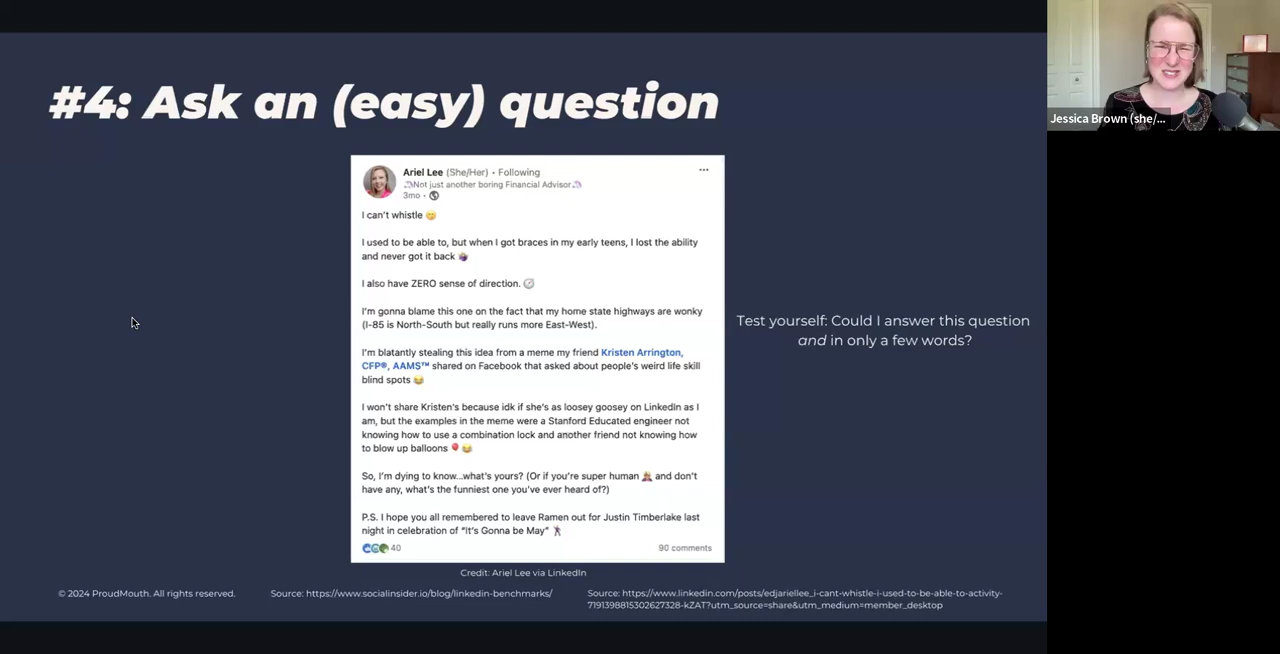 #4: Ask an (easy) question
Jessica Brown (she/...
Ariel Lee (She/Her) • Following
🦄Not just another boring Financial Advisor🦄
3mo •
I can't whistle
I used to be able to, but when I got braces in my early teens, I lost the ability
and never got it back
I also have ZERO sense of direction.
I'm gonna blame this one on the fact that my home state highways are wonky
(I-85 is North-South but really runs more East-West).
I'm blatantly stealing this idea from a meme my friend Kristen Arrington,
CFP®, AAMS™ shared on Facebook that asked about people's weird life skill
blind spots 😂
I won't share Kristen's because idk if she's as loosey goosey on LinkedIn as I
am, but the examples in the meme were a Stanford Educated engineer not
knowing how to use a combination lock and another friend not knowing how
to blow up balloons 🎈😂
So, I'm dying to know...what's yours? (Or if you're super human and don't
have any, what's the funniest one you've ever heard of?)
P.S. I hope you all remembered to leave Ramen out for Justin Timberlake last
night in celebration of "It's Gonna be May"
40
90 comments
Test yourself: Could I answer this question
and in only a few words?
Credit: Ariel Lee via LinkedIn
© 2024 ProudMouth. All rights reserved.
Source: https://www.socialinsider.io/blog/linkedin-benchmarks/
Source: https://www.linkedin.com/posts/edjariellee_i-cant-whistle-i-used-to-be-able-to-activity-
7191398815302627328-kZAT?utm_source=share&utm_medium=member_desktop